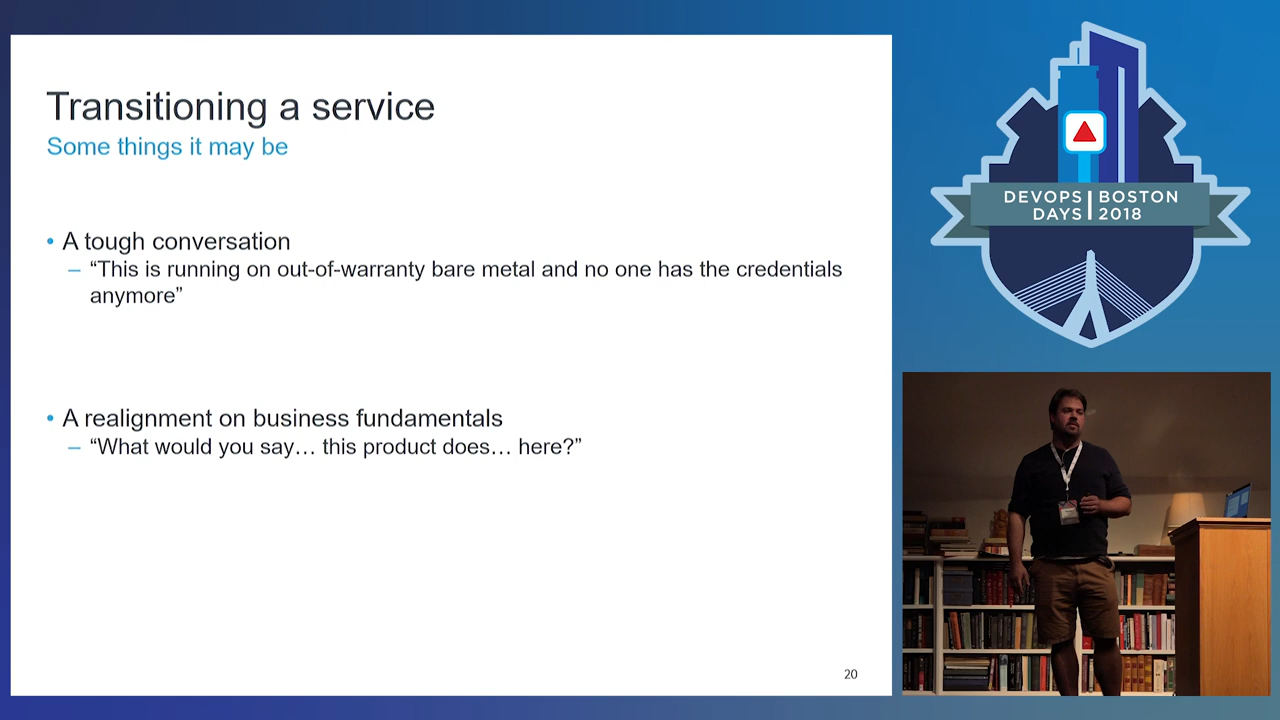 Transitioning a service
Some things it may be
• A tough conversation
– “This is running on out-of-warranty bare metal and no one has the credentials
anymore”
• A realignment on business fundamentals
– “What would you say… this product does… here?”
20
DEVOPS | BOSTON
DAYS | 2018